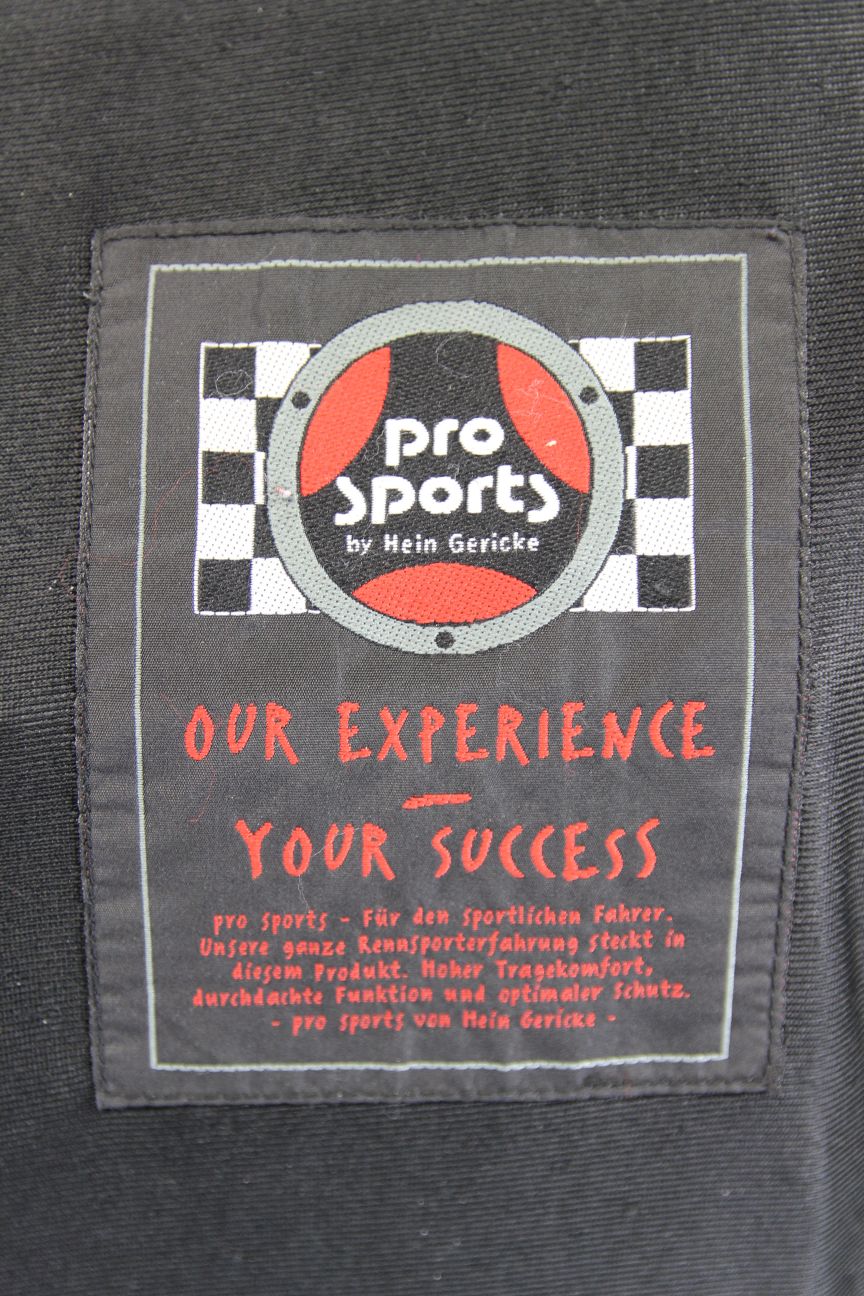 pro
sports
by Hein Gericke
OUR EXPERIENCE
–
YOUR SUCCESS
pro sports - Für den sportlichen Fahrer.
Unsere ganze Rennsporterfahrung steckt in
diesem Produkt. Hoher Tragekomfort,
durchdachte Funktion und optimaler Schutz.
- pro sports von Hein Gericke -